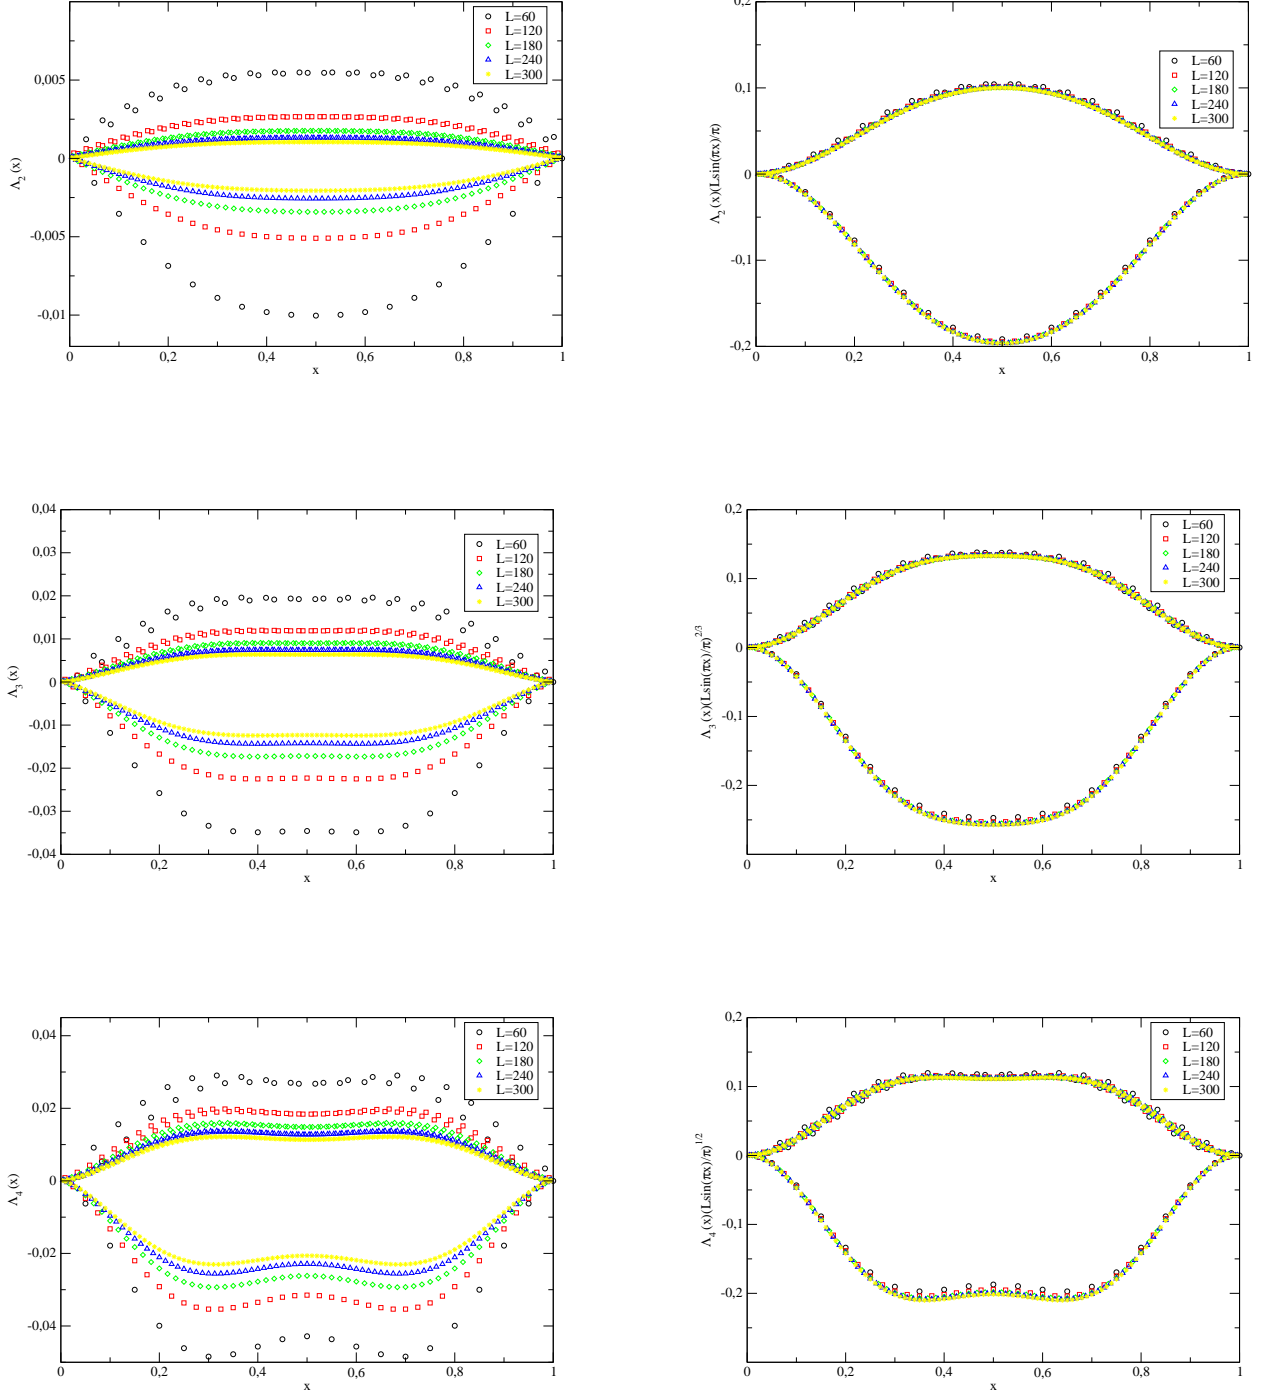 0,005
0
-0,005
-0,01
0
0,2
0,4
0,6
0,8
1
x
Λ2(x)
L=60
L=120
L=180
L=240
L=300
0,2
0,1
0
-0,1
-0,2
0
0,2
0,4
0,6
0,8
1
x
Λ2(x)(Lsin(πx)/π)
L=60
L=120
L=180
L=240
L=300
0,04
0,03
0,02
0,01
0
-0,01
-0,02
-0,03
-0,04
0
0,2
0,4
0,6
0,8
1
x
Λ3(x)
L=60
L=120
L=180
L=240
L=300
0,2
0,1
0
-0,1
-0,2
0
0,2
0,4
0,6
0,8
1
x
Λ3(x)(Lsin(πx)/π)2/3
L=60
L=120
L=180
L=240
L=300
0,04
0,02
0
-0,02
-0,04
0
0,2
0,4
0,6
0,8
1
x
Λ4(x)
L=60
L=120
L=180
L=240
L=300
0,2
0,1
0
-0,1
-0,2
0
0,2
0,4
0,6
0,8
1
x
Λ4(x)(Lsin(πx)/π)1/2
L=60
L=120
L=180
L=240
L=300